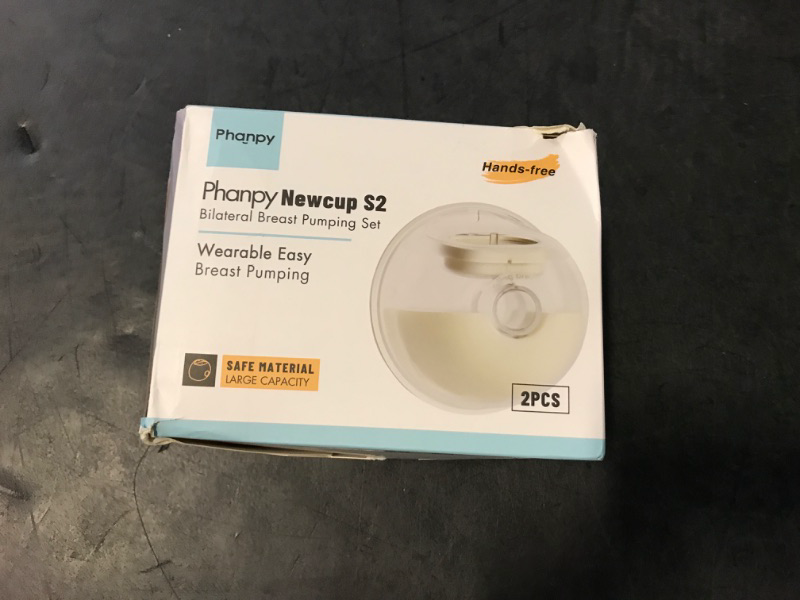 Phanpy
Hands-free
Phanpy Newcup S2
Bilateral Breast Pumping Set
Wearable Easy
Breast Pumping
SAFE MATERIAL
LARGE CAPACITY
2PCS